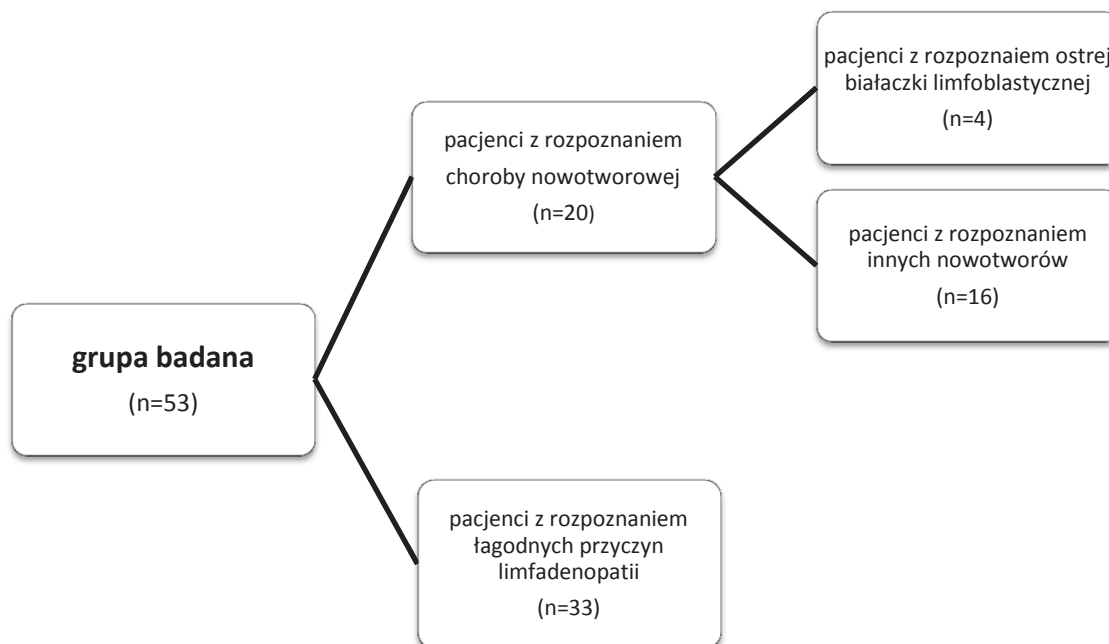 pacjenci z rozpoznaiem ostrej
białaczki limfoblastycznej
(n=4)
pacjenci z rozpoznaniem
choroby nowotworowej
(n=20)
pacjenci z rozpoznaniem
innych nowotworów
(n=16)
grupa badana
(n=53)
pacjenci z rozpoznaniem
łagodnych przyczyn
limfadenopatii
(n=33)